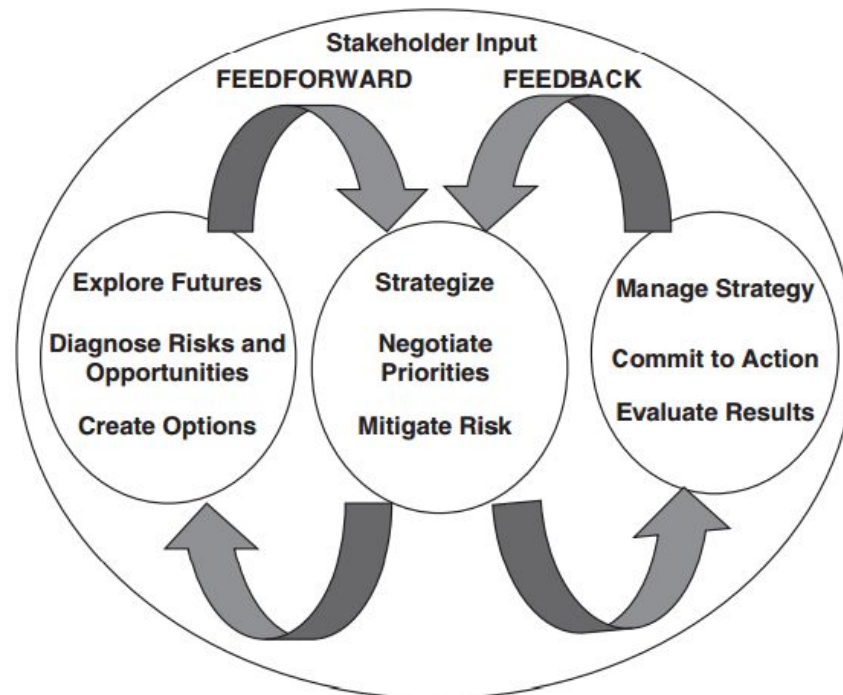 Stakeholder Input
FEEDFORWARD
FEEDBACK
Explore Futures
Diagnose Risks and
Opportunities
Create Options
Strategize
Negotiate
Priorities
Mitigate Risk
Manage Strategy
Commit to Action
Evaluate Results